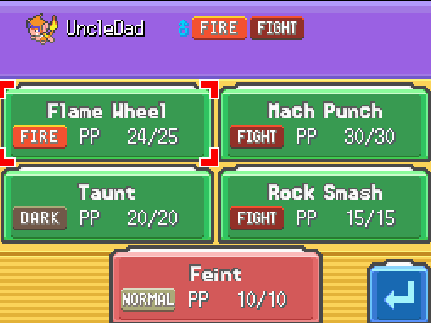 UncleDad FIRE FIGHT
Flame Wheel
FIRE PP 24/25
Mach Punch
FIGHT PP 30/30
Taunt
DARK PP 20/20
Rock Smash
FIGHT PP 15/15
Feint
NORMAL PP 10/10